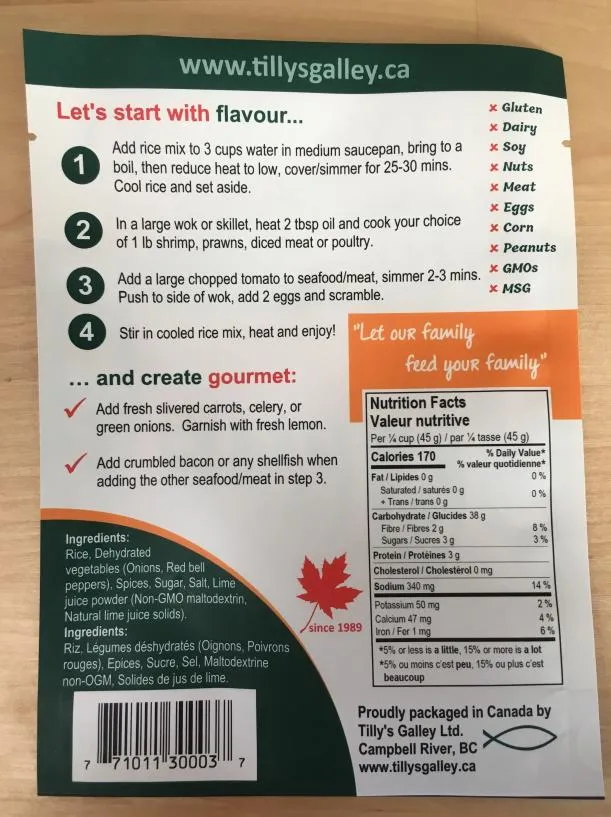 www.tillysgalley.ca
Let's start with flavour...
1
Add rice mix to 3 cups water in medium saucepan, bring to a
boil, then reduce heat to low, cover/simmer for 25-30 mins.
Cool rice and set aside.
2
In a large wok or skillet, heat 2 tbsp oil and cook your choice
of 1 lb shrimp, prawns, diced meat or poultry.
3
Add a large chopped tomato to seafood/meat, simmer 2-3 mins.
Push to side of wok, add 2 eggs and scramble.
4
Stir in cooled rice mix, heat and enjoy!
x Gluten
x Dairy
x Soy
x Nuts
x Meat
x Eggs
x Corn
x Peanuts
x GMOs
x MSG
"Let our family
feed your family"
... and create gourmet:
✓ Add fresh slivered carrots, celery, or
green onions. Garnish with fresh lemon.
✓ Add crumbled bacon or any shellfish when
adding the other seafood/meat in step 3.
Nutrition Facts
Valeur nutritive
Per ¼ cup (45 g) / par ¼ tasse (45 g)
Calories 170
% Daily Value*
% valeur quotidienne*
Fat / Lipides 0 g 0 %
Saturated / saturés 0 g
+ Trans / trans 0 g 0 %
Carbohydrate / Glucides 38 g
Fibre / Fibres 2 g 8 %
Sugars / Sucres 3 g 3 %
Protein / Protéines 3 g
Cholesterol / Cholestérol 0 mg
Sodium 340 mg 14 %
Potassium 50 mg 2 %
Calcium 47 mg 4 %
Iron / Fer 1 mg 6 %
*5% or less is a little, 15% or more is a lot
*5% ou moins c'est peu, 15% ou plus c'est
beaucoup
Ingredients:
Rice, Dehydrated
vegetables (Onions, Red bell
peppers), Spices, Sugar, Salt, Lime
juice powder (Non-GMO maltodextrin,
Natural lime juice solids).
Ingredients:
Riz, Légumes déshydratés (Oignons, Poivrons
rouges), Epices, Sucre, Sel, Maltodextrine
non-OGM, Solides de jus de lime.
since 1989
7 71011 30003 7
Proudly packaged in Canada by
Tilly's Galley Ltd.
Campbell River, BC
www.tillysgalley.ca